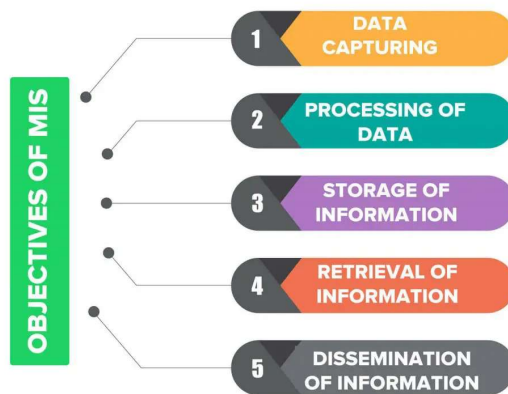 OBJECTIVES OF MIS
1
DATA
CAPTURING
2
PROCESSING OF
DATA
3
STORAGE OF
INFORMATION
4
RETRIEVAL OF
INFORMATION
5
DISSEMINATION
OF INFORMATION